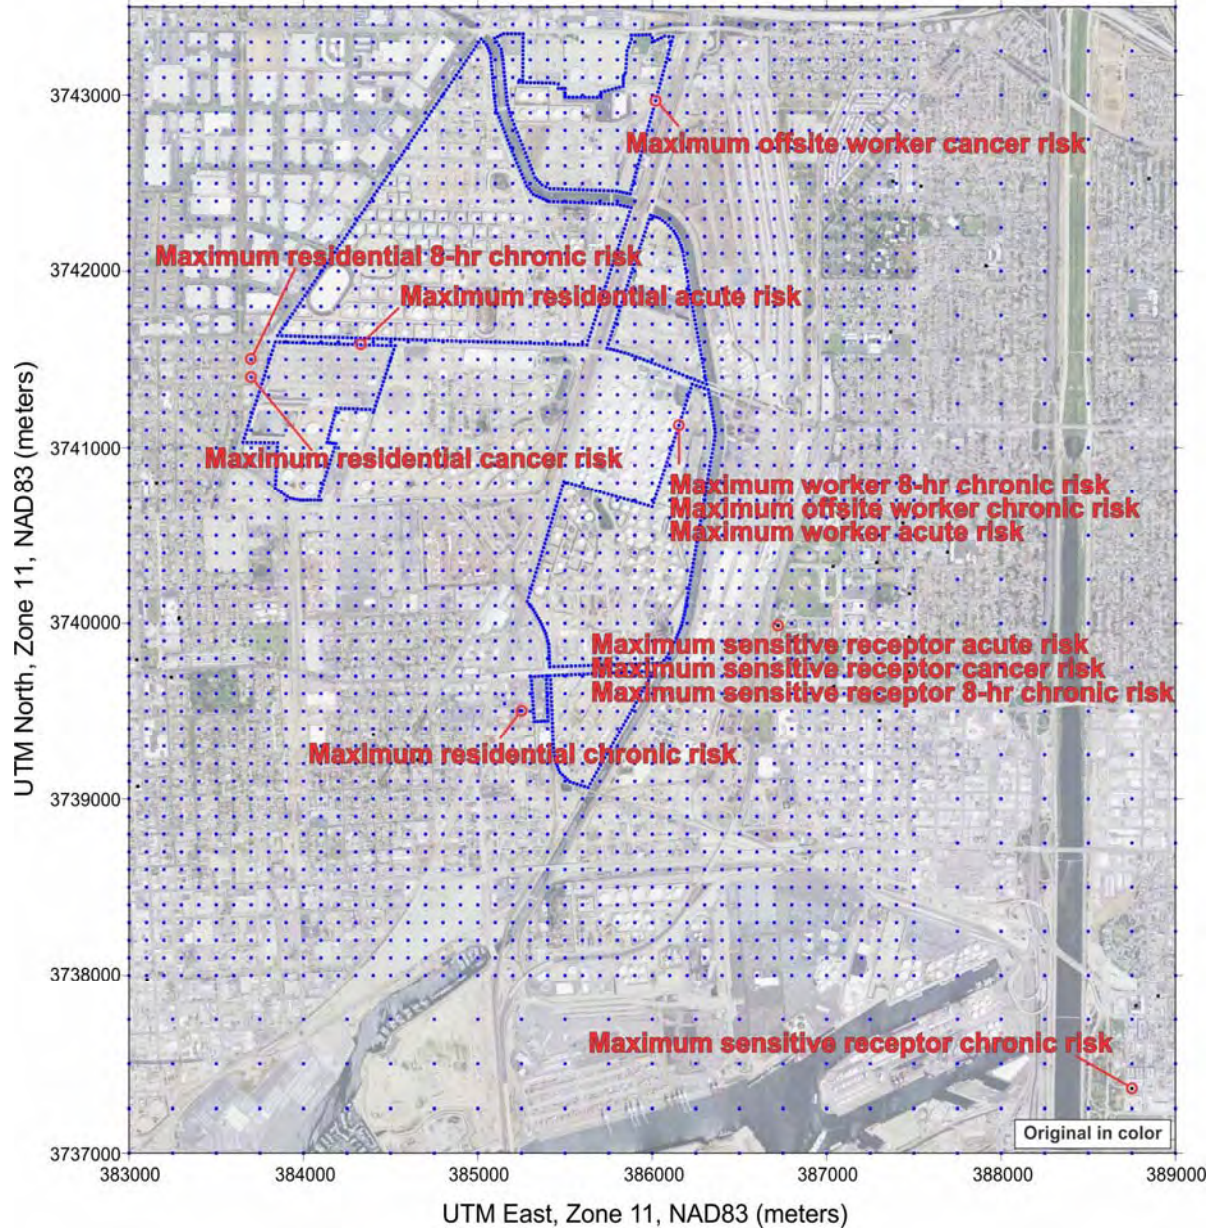 3743000
Maximum offsite worker cancer risk
Maximum residential 8-hr chronic risk
3742000
Maximum residential acute risk
UTM North, Zone 11, NAD83 (meters)
3741000
Maximum residential cancer risk
Maximum worker 8-hr chronic risk
Maximum offsite worker chronic risk
Maximum worker acute risk
3740000
Maximum sensitive receptor acute risk
Maximum sensitive receptor cancer risk
Maximum sensitive receptor 8-hr chronic risk
Maximum residential chronic risk
3739000
3738000
Maximum sensitive receptor chronic risk
Original in color
3737000
383000 384000 385000 386000 387000 388000 389000
UTM East, Zone 11, NAD83 (meters)